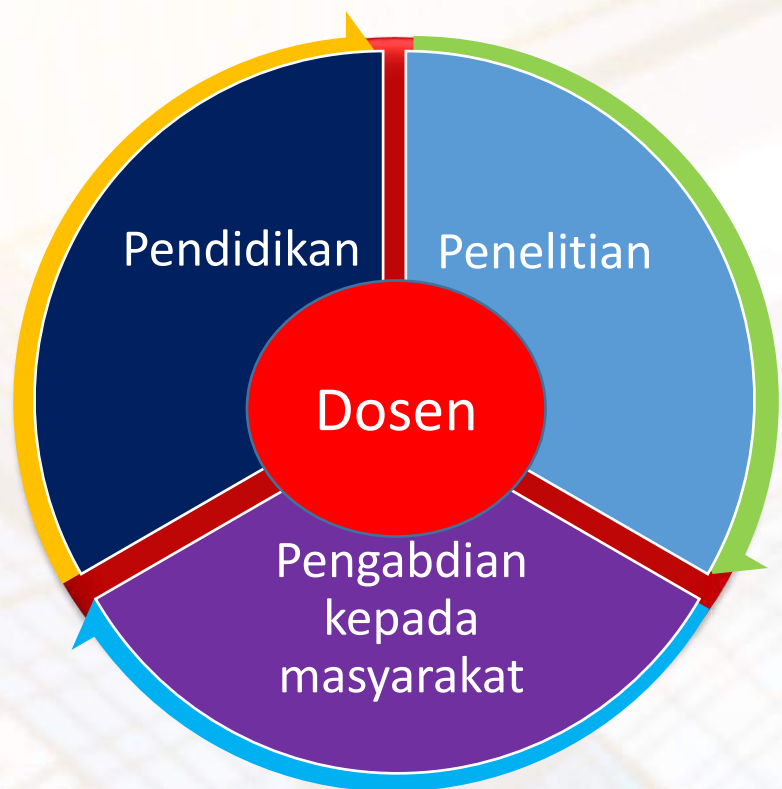 Pendidikan
Penelitian
Dosen
Pengabdian
kepada
masyarakat